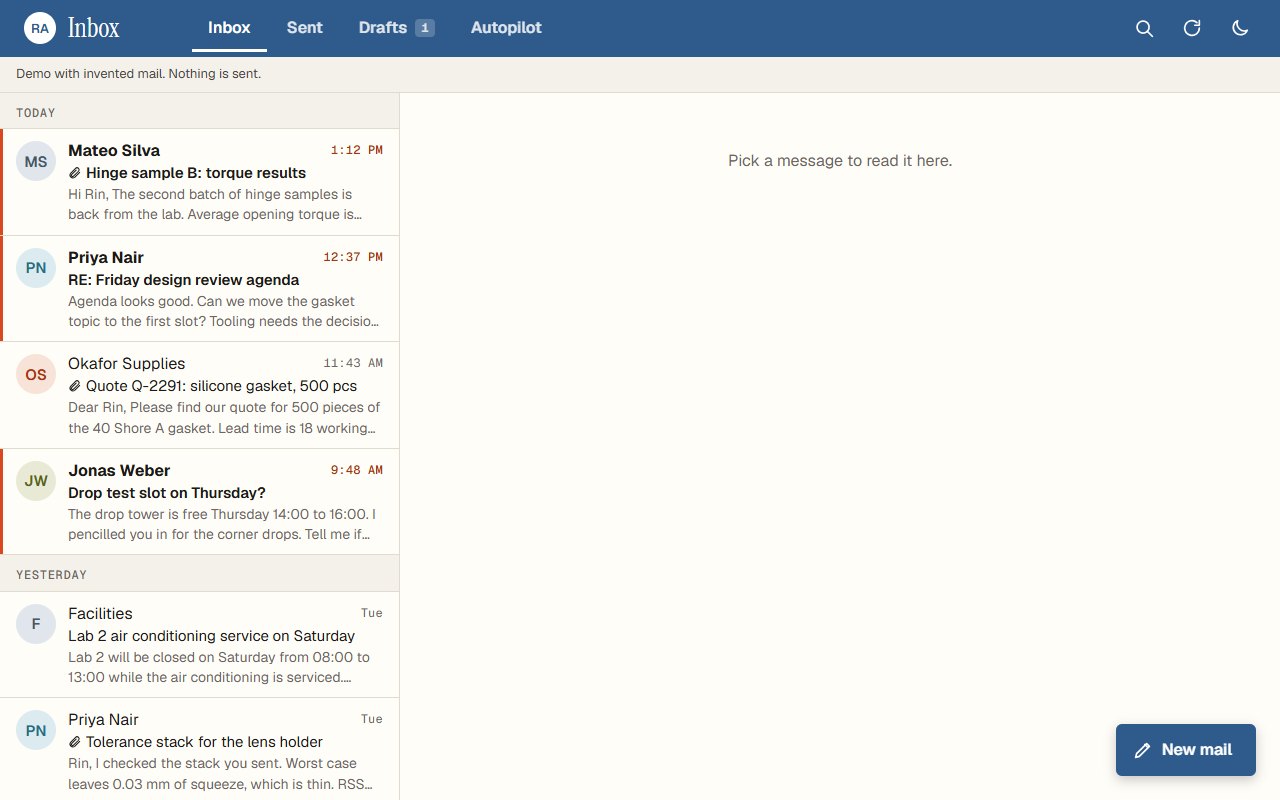 RA Inbox Inbox Sent Drafts 1 Autopilot
Demo with invented mail. Nothing is sent.
TODAY
MS Mateo Silva 1:12 PM
Hinge sample B: torque results
Hi Rin, The second batch of hinge samples is
back from the lab. Average opening torque is…
PN Priya Nair 12:37 PM
RE: Friday design review agenda
Agenda looks good. Can we move the gasket
topic to the first slot? Tooling needs the decisio…
OS Okafor Supplies 11:43 AM
Quote Q-2291: silicone gasket, 500 pcs
Dear Rin, Please find our quote for 500 pieces of
the 40 Shore A gasket. Lead time is 18 working…
JW Jonas Weber 9:48 AM
Drop test slot on Thursday?
The drop tower is free Thursday 14:00 to 16:00. I
pencilled you in for the corner drops. Tell me if…
YESTERDAY
F Facilities Tue
Lab 2 air conditioning service on Saturday
Lab 2 will be closed on Saturday from 08:00 to
13:00 while the air conditioning is serviced.…
PN Priya Nair Tue
Tolerance stack for the lens holder
Rin, I checked the stack you sent. Worst case
leaves 0.03 mm of squeeze, which is thin. RSS…
Pick a message to read it here.
New mail